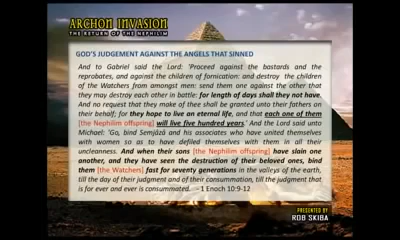 ARCHON INVASION
THE RETURN OF THE NEPHILIM
GOD'S JUDGEMENT AGAINST THE ANGELS THAT SINNED
And to Gabriel said the Lord: 'Proceed against the bastards and the
reprobates, and against the children of fornication: and destroy the children
of the Watchers from amongst men: send them one against the other that
they may destroy each other in battle: for length of days shall they not have.
And no request that they make of thee shall be granted unto their fathers on
their behalf; for they hope to live an eternal life, and that each one of them
[the Nephilim offspring] will live five hundred years.' And the Lord said unto
Michael: 'Go, bind Semjâzâ and his associates who have united themselves
with women so as to have defiled themselves with them in all their
uncleanness. And when their sons [the Nephilim offspring] have slain one
another, and they have seen the destruction of their beloved ones, bind
them [the Watchers] fast for seventy generations in the valleys of the earth,
till the day of their judgment and of their consummation, till the judgment
that is for ever and ever is consummated. – 1 Enoch 10:9-12
PRESENTED BY
ROB SKIBA